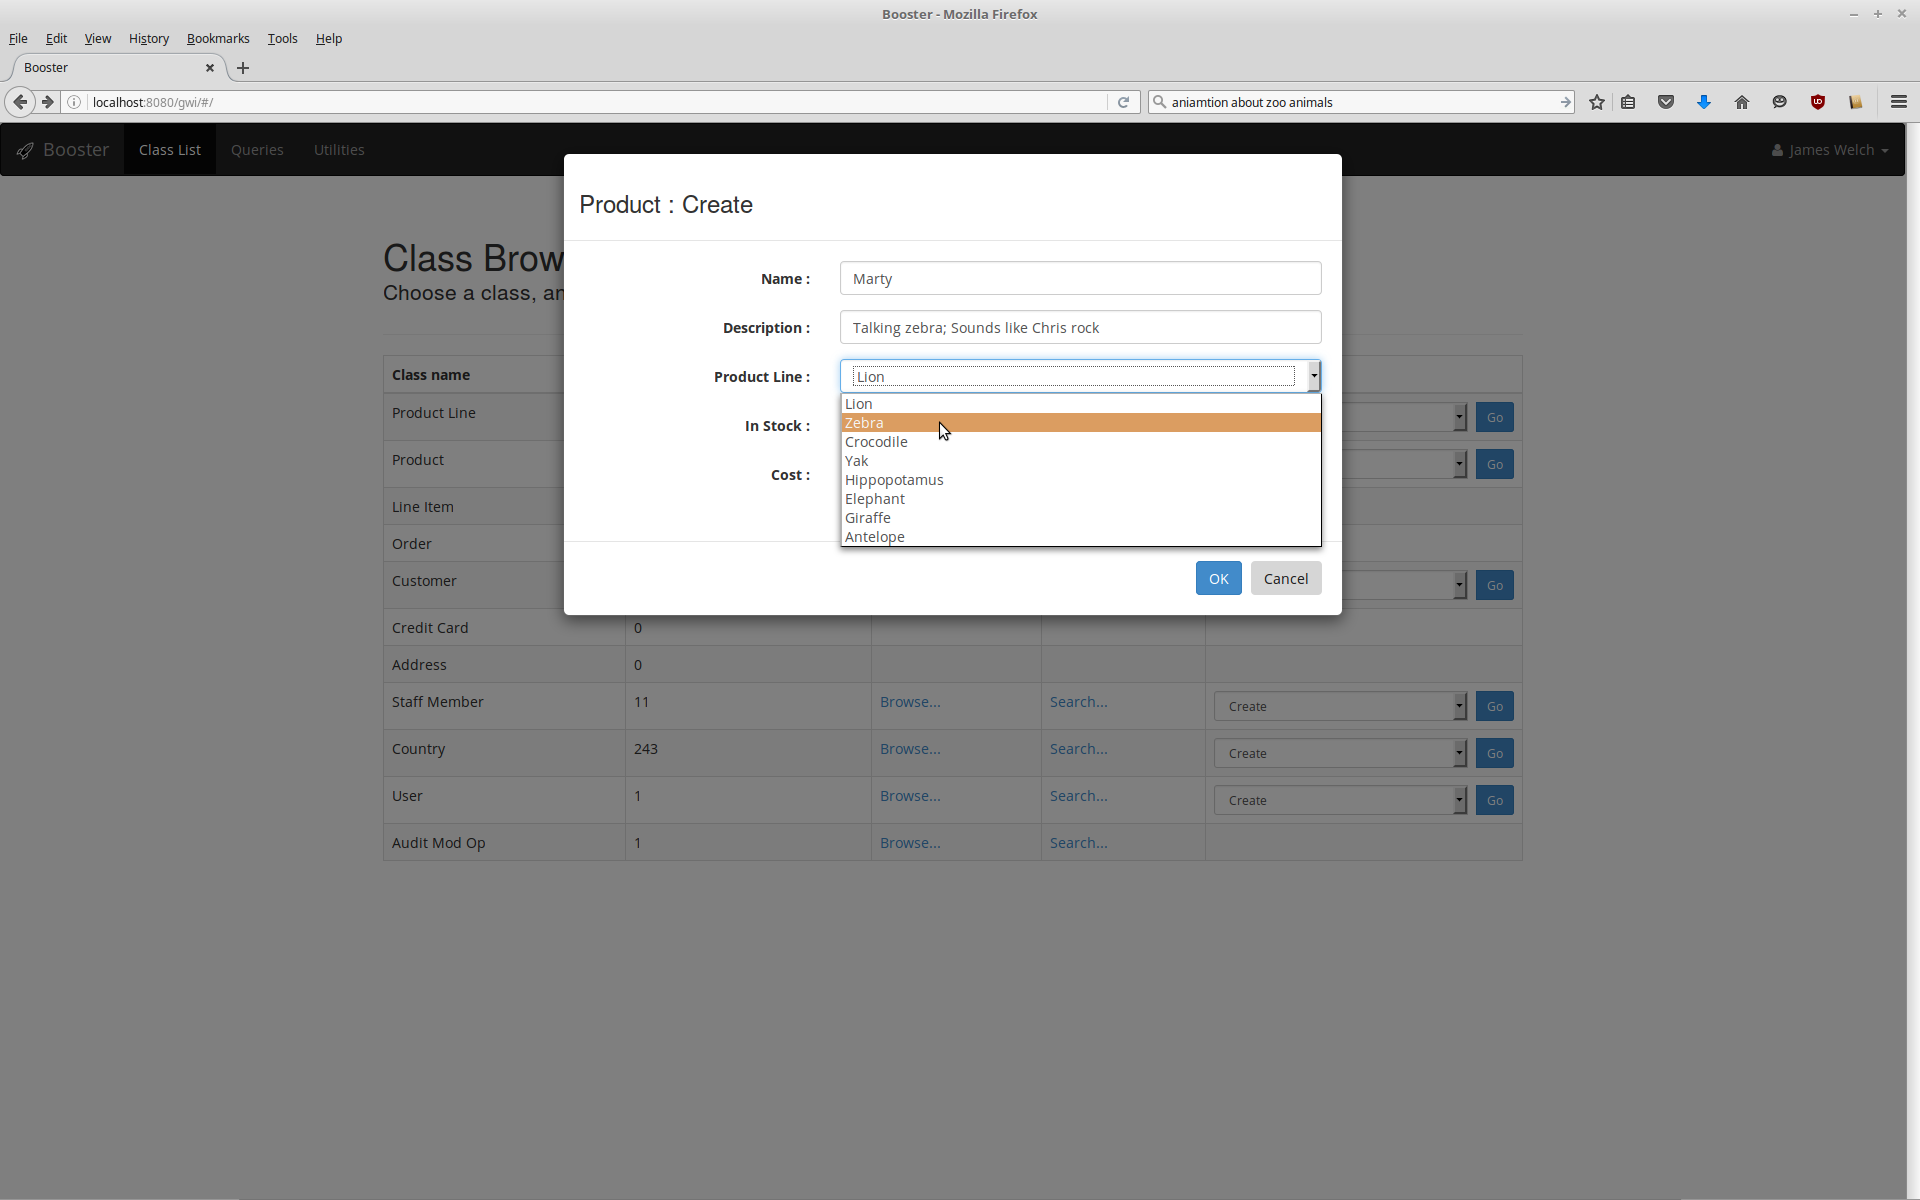 Booster - Mozilla Firefox
File Edit View History Bookmarks Tools Help
Booster
localhost:8080/gwi/#/
aniamtion about zoo animals
Booster Class List Queries Utilities James Welch
Product : Create
Class Brow
Choose a class, an
Name : Marty
Description : Talking zebra; Sounds like Chris rock
Product Line : Lion
Lion
Zebra
Crocodile
Yak
Hippopotamus
Elephant
Giraffe
Antelope
In Stock :
Cost :
OK Cancel
Class name
Product Line Go
Product Go
Line Item
Order
Customer Go
Credit Card 0
Address 0
Staff Member 11 Browse... Search... Create Go
Country 243 Browse... Search... Create Go
User 1 Browse... Search... Create Go
Audit Mod Op 1 Browse... Search...